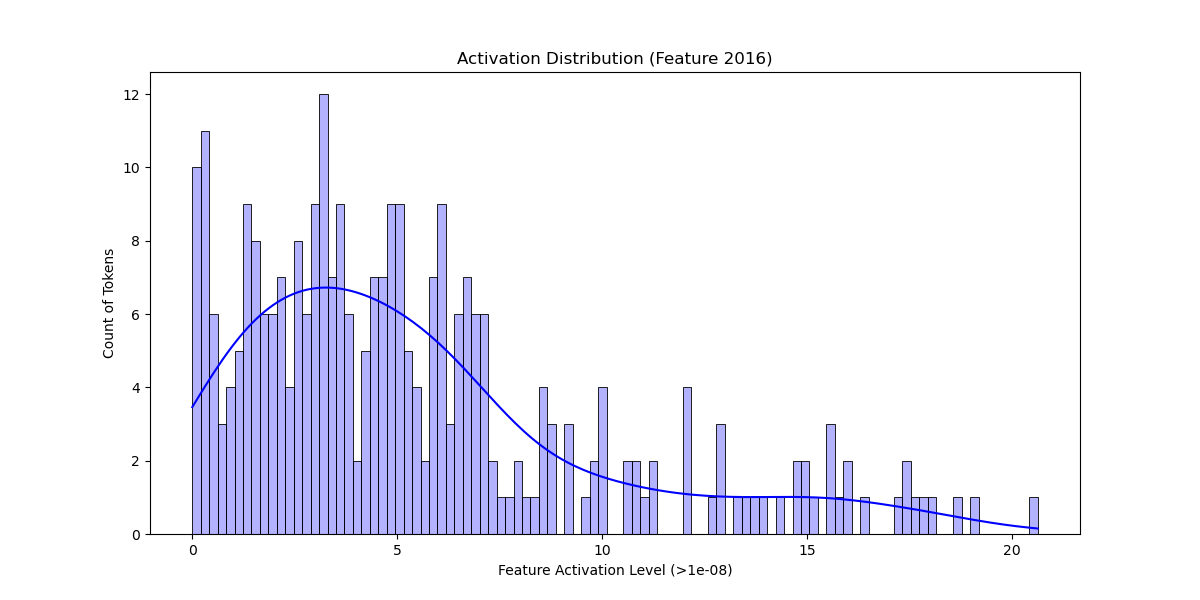 Activation Distribution (Feature 2016)
12
10
8
6
4
2
0
Count of Tokens
0 5 10 15 20
Feature Activation Level (>1e-08)